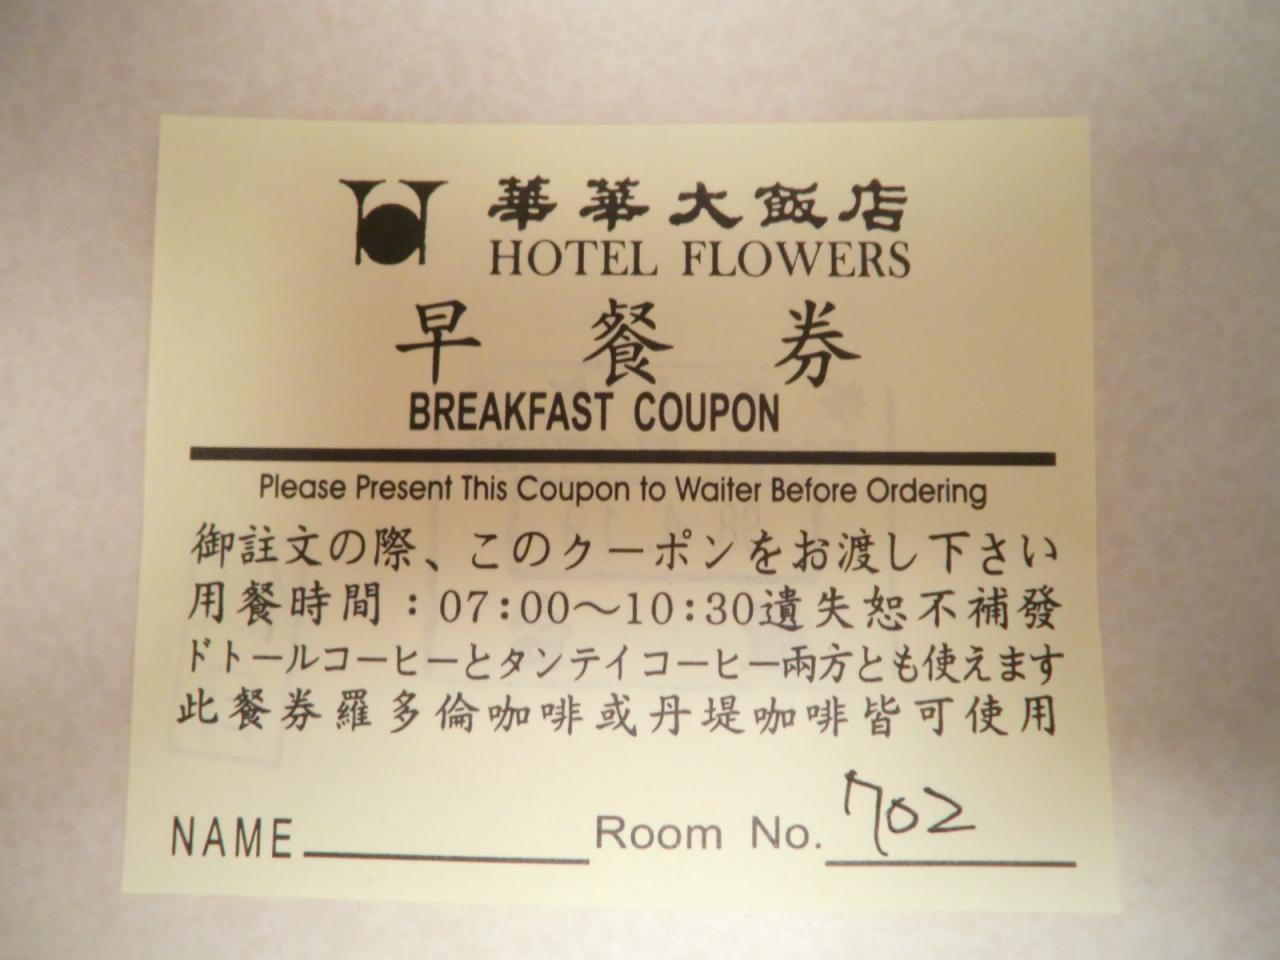 華華大飯店
HOTEL FLOWERS
早餐券
BREAKFAST COUPON
Please Present This Coupon to Waiter Before Ordering
御註文の際、このクーポンをお渡し下さい
用餐時間：07:00～10:30遺失恕不補發
ドトールコーヒーとタンテイコーヒー両方とも使えます
此餐券羅多倫咖啡或丹堤咖啡皆可使用
NAME Room No. 702